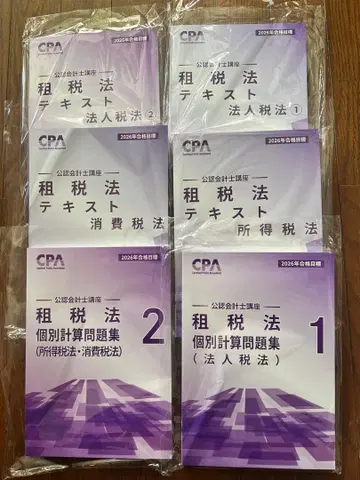 CPA
2026年合格目標
公認会計士講座
租税法
テキスト
法人税法②
CPA
2026年合格目標
公認会計士講座
租税法
テキスト
法人税法①
CPA
2026年合格目標
公認会計士講座
租税法
テキスト
消費税法
CPA
2026年合格目標
公認会計士講座
租税法
テキスト
所得税法
CPA
2026年合格目標
公認会計士講座
租税法
個別計算問題集
(所得税法・消費税法)
2
CPA
2026年合格目標
公認会計士講座
租税法
個別計算問題集
(法人税法)
1